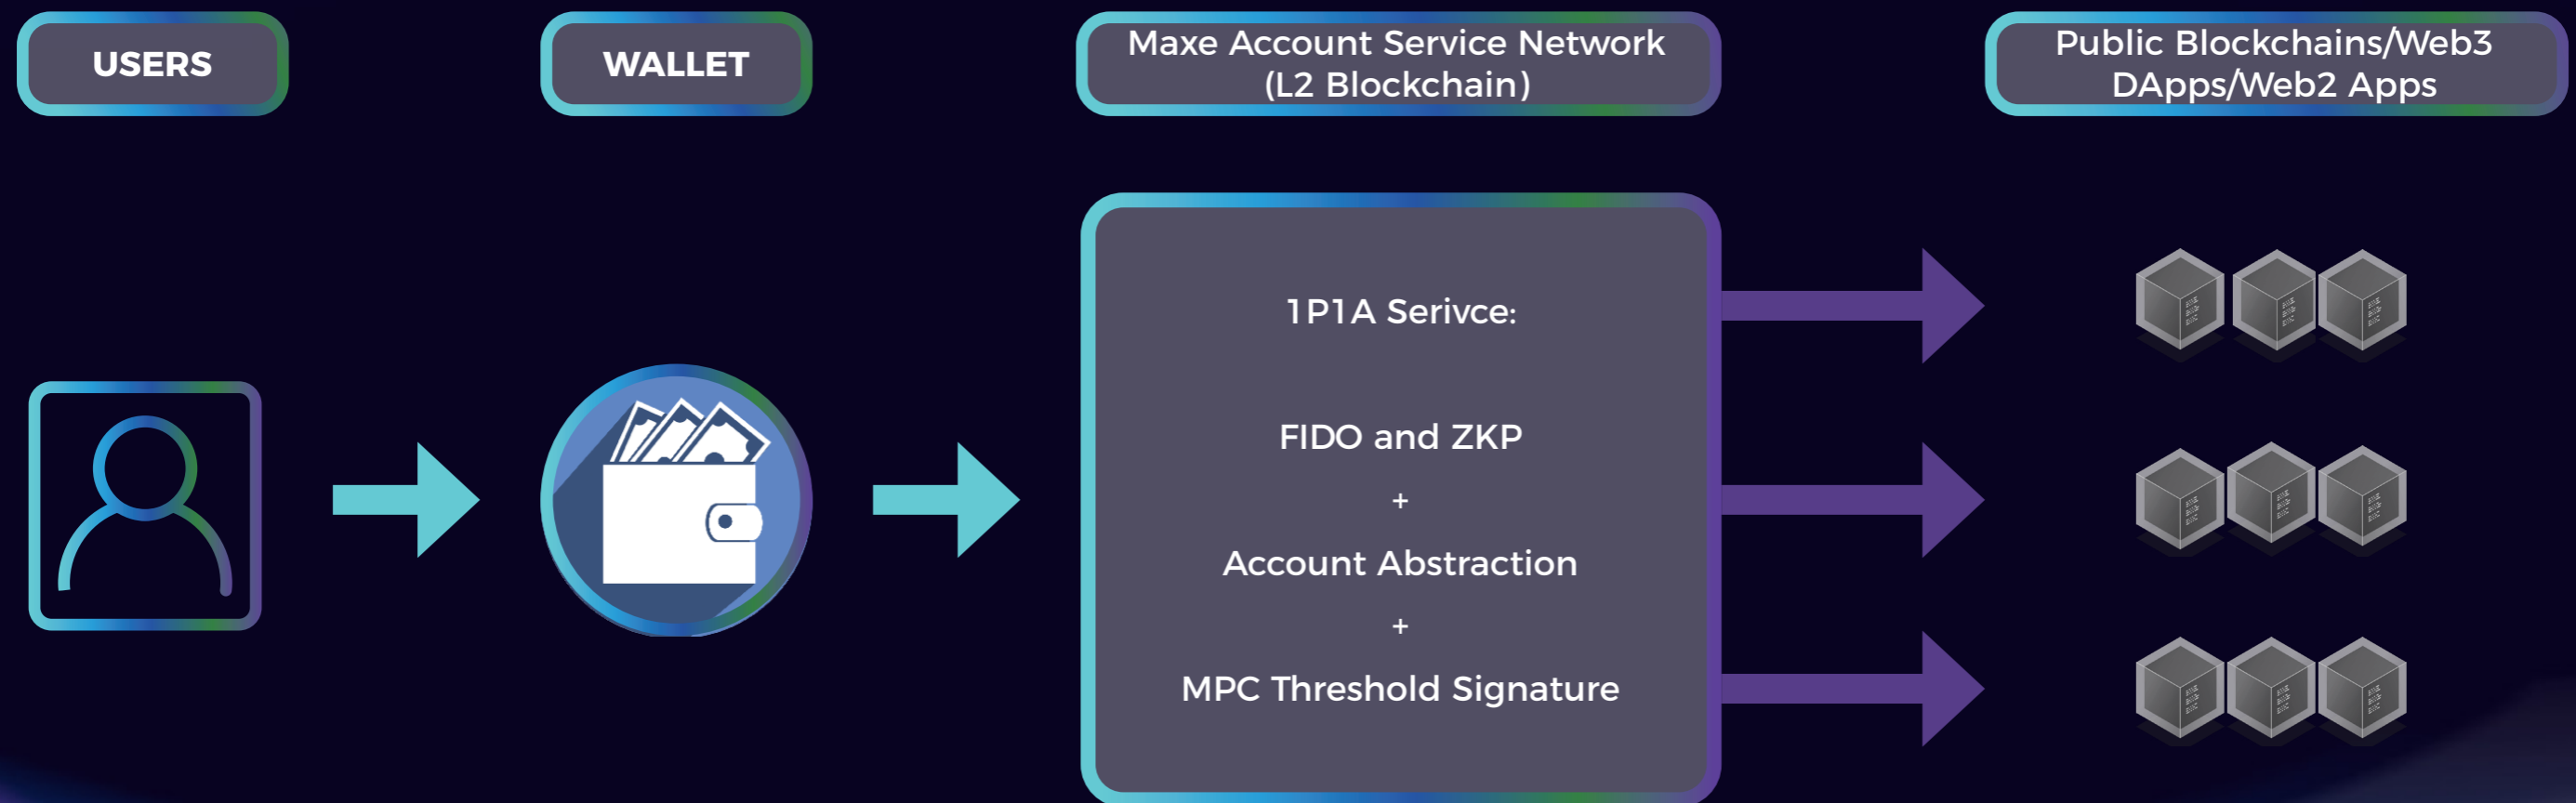 USERS
WALLET
Maxe Account Service Network
(L2 Blockchain)
Public Blockchains/Web3
DApps/Web2 Apps
1P1A Serivce:
FIDO and ZKP
+
Account Abstraction
+
MPC Threshold Signature